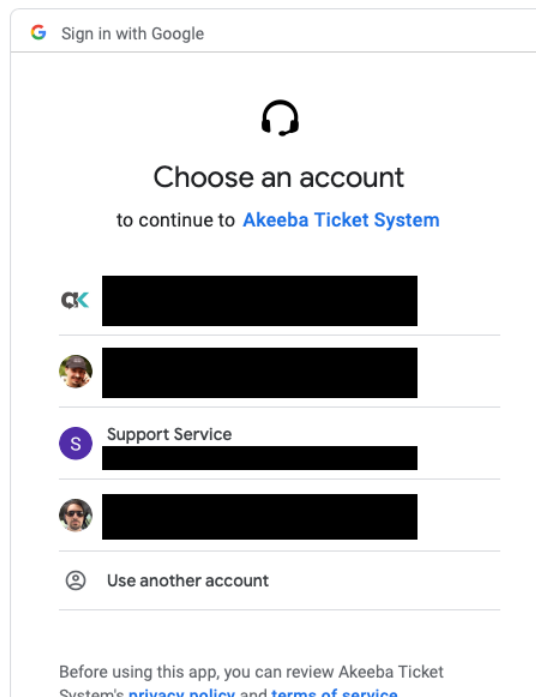 Sign in with Google
Choose an account
to continue to Akeeba Ticket System
Support Service
S
Use another account
Before using this app, you can review Akeeba Ticket
System's privacy policy and terms of service.